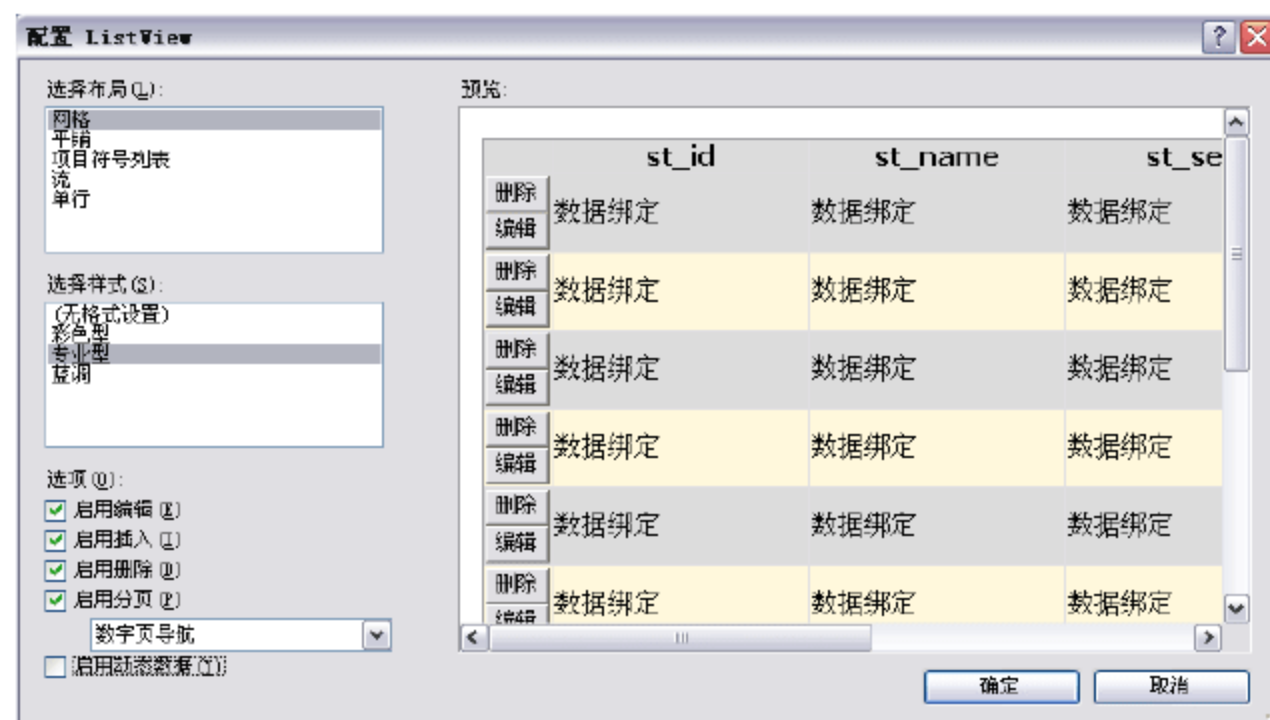 配置 ListView
选择布局(L):
网格
平铺
项目符号列表
流
单行
选择样式(S):
(无格式设置)
彩色型
专业型
蓝调
选项(O):
启用编辑(E)
启用插入(I)
启用删除(D)
启用分页(P)
数字页导航
启用动态数据(Y)
预览:
st_id st_name st_se
删除
编辑
数据绑定 数据绑定 数据绑定
删除
编辑
数据绑定 数据绑定 数据绑定
删除
编辑
数据绑定 数据绑定 数据绑定
删除
编辑
数据绑定 数据绑定 数据绑定
删除
编辑
数据绑定 数据绑定 数据绑定
删除
编辑
数据绑定 数据绑定 数据绑定
确定 取消